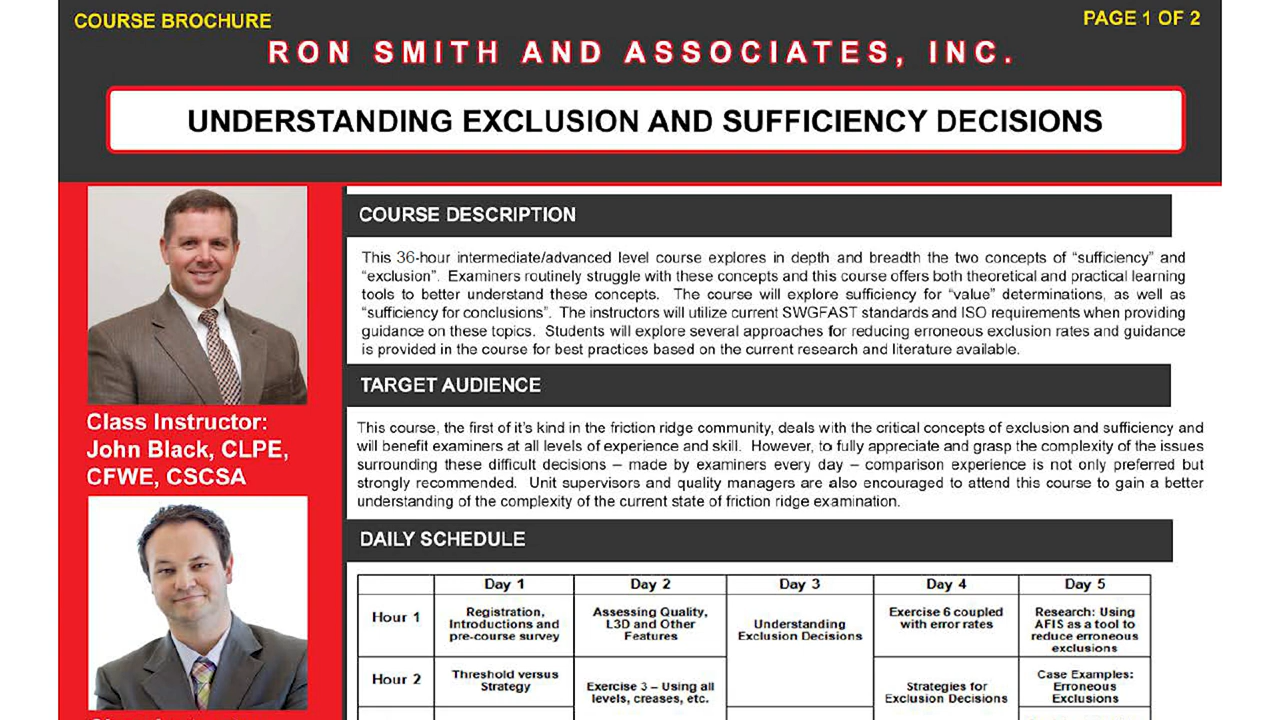 COURSE BROCHURE
PAGE 1 OF 2
RON SMITH AND ASSOCIATES, INC.
UNDERSTANDING EXCLUSION AND SUFFICIENCY DECISIONS
Class Instructor:
John Black, CLPE,
CFWE, CSCSA
COURSE DESCRIPTION
This 36-hour intermediate/advanced level course explores in depth and breadth the two concepts of “sufficiency” and
“exclusion”. Examiners routinely struggle with these concepts and this course offers both theoretical and practical learning
tools to better understand these concepts. The course will explore sufficiency for “value” determinations, as well as
“sufficiency for conclusions”. The instructors will utilize current SWGFAST standards and ISO requirements when providing
guidance on these topics. Students will explore several approaches for reducing erroneous exclusion rates and guidance
is provided in the course for best practices based on the current research and literature available.
TARGET AUDIENCE
This course, the first of it’s kind in the friction ridge community, deals with the critical concepts of exclusion and sufficiency and
will benefit examiners at all levels of experience and skill. However, to fully appreciate and grasp the complexity of the issues
surrounding these difficult decisions – made by examiners every day – comparison experience is not only preferred but
strongly recommended. Unit supervisors and quality managers are also encouraged to attend this course to gain a better
understanding of the complexity of the current state of friction ridge examination.
DAILY SCHEDULE
Day 1 Day 2 Day 3 Day 4 Day 5
Hour 1
Registration,
Introductions and
pre-course survey
Assessing Quality,
L3D and Other
Features
Understanding
Exclusion Decisions
Exercise 6 coupled
with error rates
Research: Using
AFIS as a tool to
reduce erroneous
exclusions
Hour 2
Threshold versus
Strategy
Exercise 3 – Using all
levels, creases, etc.
Strategies for
Exclusion Decisions
Case Examples:
Erroneous
Exclusions